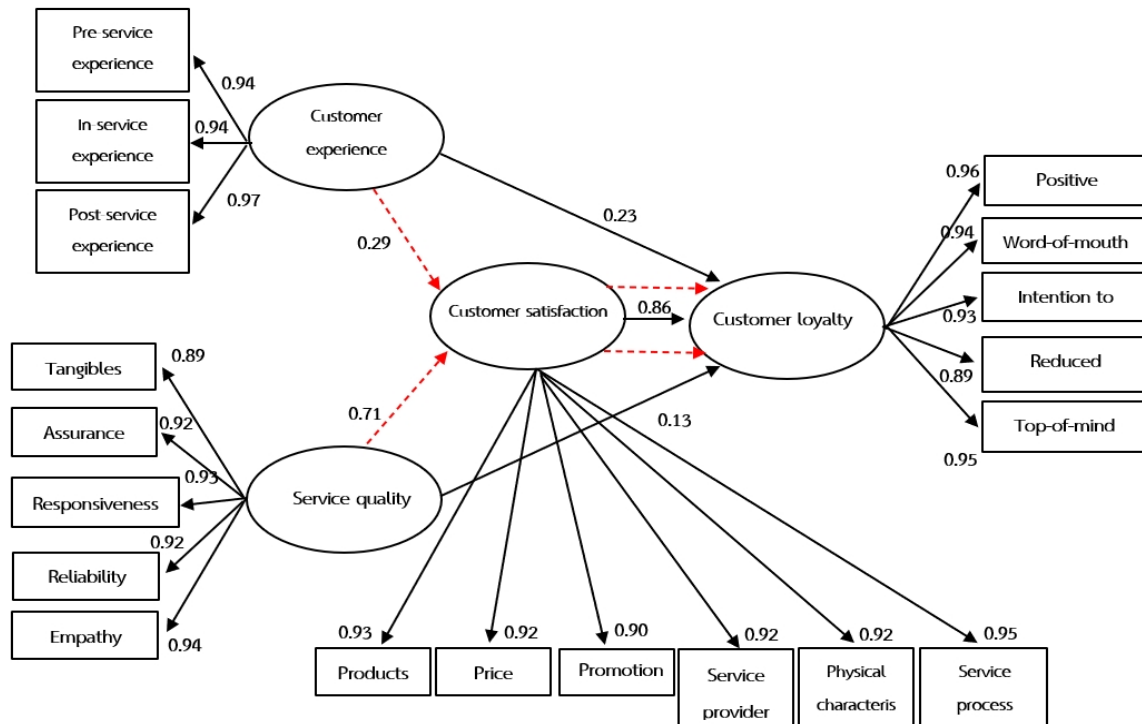 Pre-service
experience
0.94
In-service
experience
0.94
Post-service
experience
0.97
Customer
experience
0.23
0.29
Customer satisfaction
0.86
Customer loyalty
0.96
Positive
0.94
Word-of-mouth
0.93
Intention to
0.89
Reduced
0.95
Top-of-mind
Tangibles
0.89
Assurance
0.92
Responsiveness
0.93
Reliability
0.92
Empathy
0.94
Service quality
0.71
0.13
0.93
Products
0.92
Price
0.90
Promotion
0.92
Service
provider
0.92
Physical
characteris
0.95
Service
process